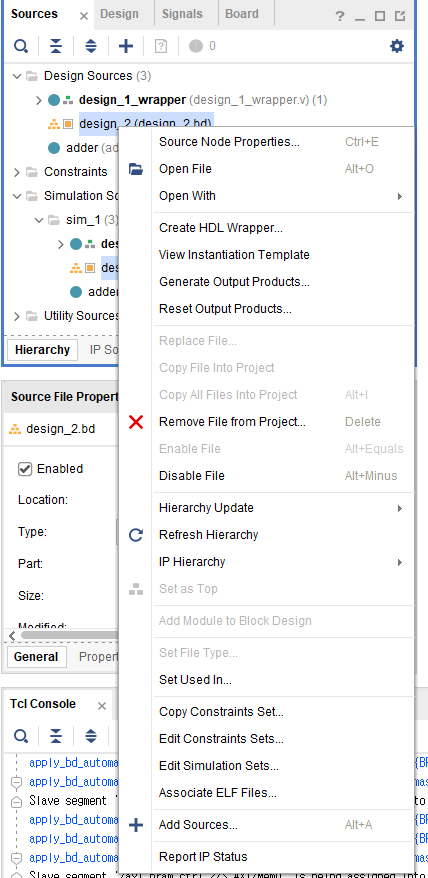 Sources
Design
Signals
Board
0
Design Sources (3)
design_1_wrapper (design_1_wrapper.v) (1)
design_2 (design_2.bd)
adder (ad
Constraints
Simulation So
sim_1 (3)
des
des
adder
Utility Sources
Hierarchy
IP So
Source File Propert
design_2.bd
Enabled
Location:
Type:
Part:
Size:
Modified:
General
Propert
Tcl Console
apply_bd_automa
apply_bd_automa
Slave segment
apply_bd_automa
apply_bd_automa
apply_bd_automa
Source Node Properties... Ctrl+E
Open File Alt+O
Open With
Create HDL Wrapper...
View Instantiation Template
Generate Output Products...
Reset Output Products...
Replace File...
Copy File Into Project
Copy All Files Into Project Alt+I
Remove File from Project... Delete
Enable File Alt+Equals
Disable File Alt+Minus
Hierarchy Update
Refresh Hierarchy
IP Hierarchy
Set as Top
Add Module to Block Design
Set File Type...
Set Used In...
Copy Constraints Set...
Edit Constraints Sets...
Edit Simulation Sets...
Associate ELF Files...
Add Sources... Alt+A
Report IP Status